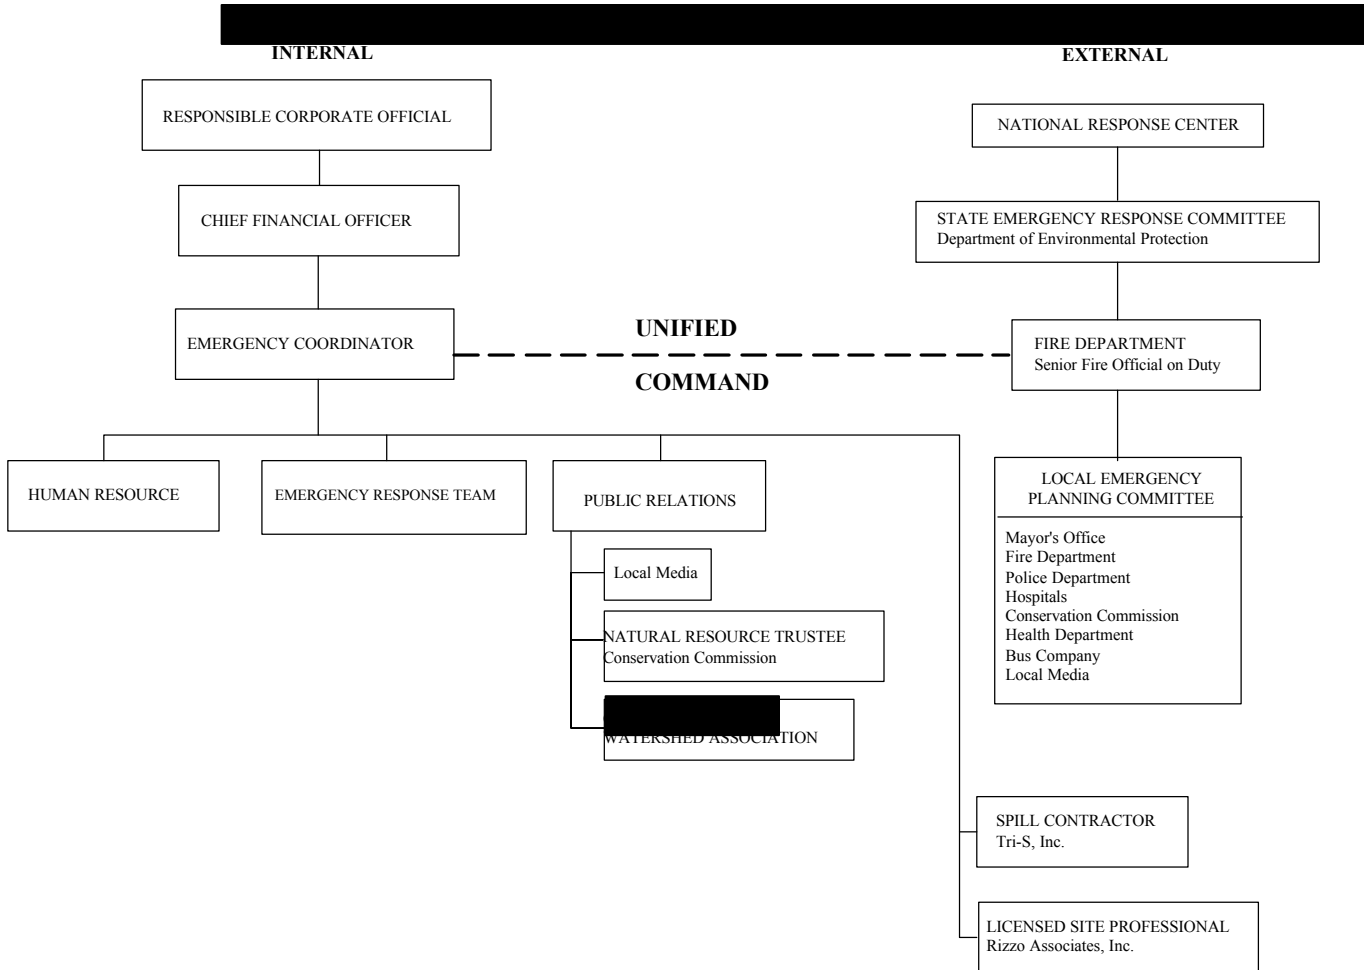 INTERNAL
EXTERNAL
RESPONSIBLE CORPORATE OFFICIAL
NATIONAL RESPONSE CENTER
CHIEF FINANCIAL OFFICER
STATE EMERGENCY RESPONSE COMMITTEE
Department of Environmental Protection
EMERGENCY COORDINATOR
UNIFIED
COMMAND
FIRE DEPARTMENT
Senior Fire Official on Duty
HUMAN RESOURCE
EMERGENCY RESPONSE TEAM
PUBLIC RELATIONS
Local Media
NATURAL RESOURCE TRUSTEE
Conservation Commission
WATERSHED ASSOCIATION
LOCAL EMERGENCY
PLANNING COMMITTEE
Mayor's Office
Fire Department
Police Department
Hospitals
Conservation Commission
Health Department
Bus Company
Local Media
SPILL CONTRACTOR
Tri-S, Inc.
LICENSED SITE PROFESSIONAL
Rizzo Associates, Inc.